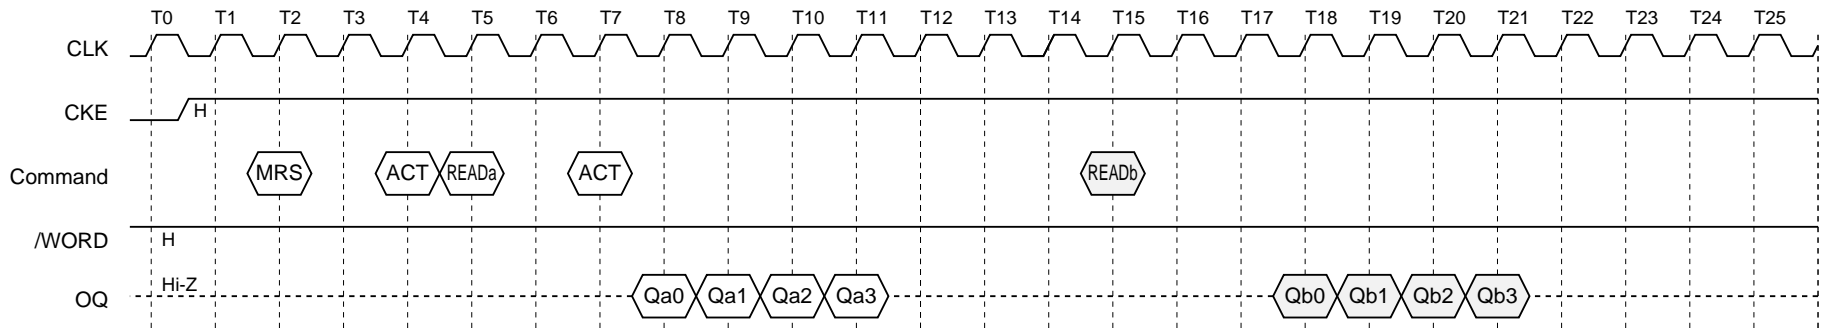 T0 T1 T2 T3 T4 T5 T6 T7 T8 T9 T10 T11 T12 T13 T14 T15 T16 T17 T18 T19 T20 T21 T22 T23 T24 T25
CLK
CKE H
Command MRS ACT READa ACT READb
/WORD H
OQ Hi-Z Qa0 Qa1 Qa2 Qa3 Qb0 Qb1 Qb2 Qb3